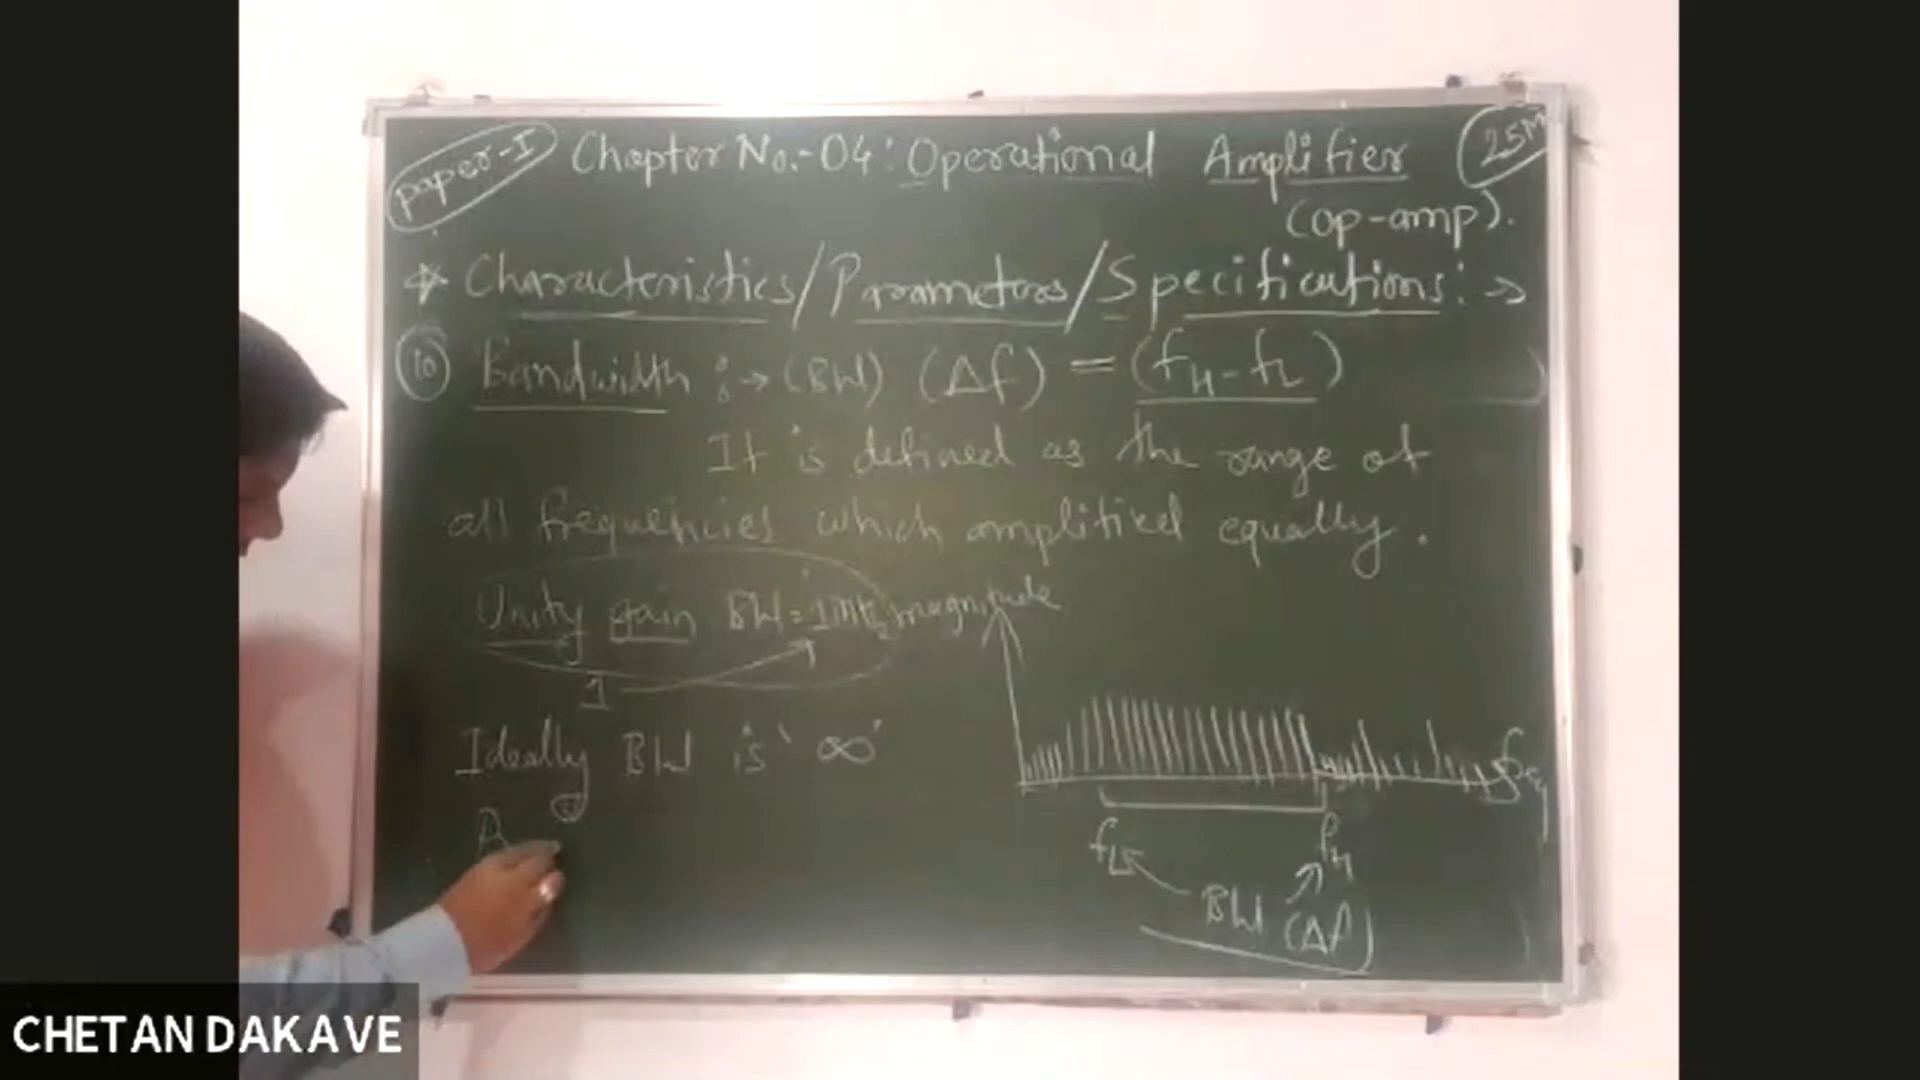 paper-I
Chapter No.-04: Operational Amplifier
25M
(op-amp).
* Characteristics/Parameters/Specifications: →
(10) Bandwidth :→ (BW) (Δf) = (fH - fL)
It is defined as the range of
all frequencies which amplified equally.
Unity gain BW = 1MHz
magnitude
1
Ideally BW is '∞'
freq
A
fL
fH
BW (Δf)
CHETAN DAKAVE